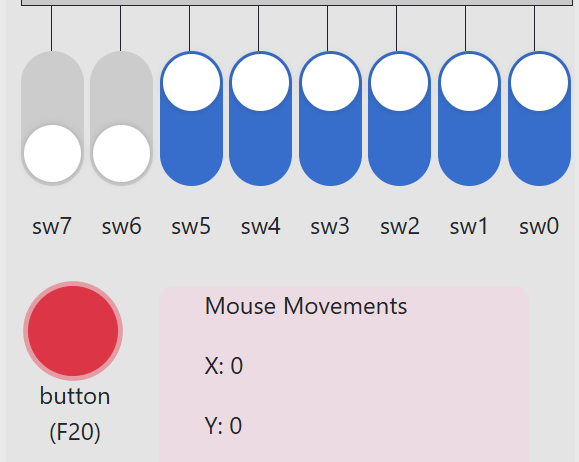 sw7 sw6 sw5 sw4 sw3 sw2 sw1 sw0
button
(F20)
Mouse Movements
X: 0
Y: 0